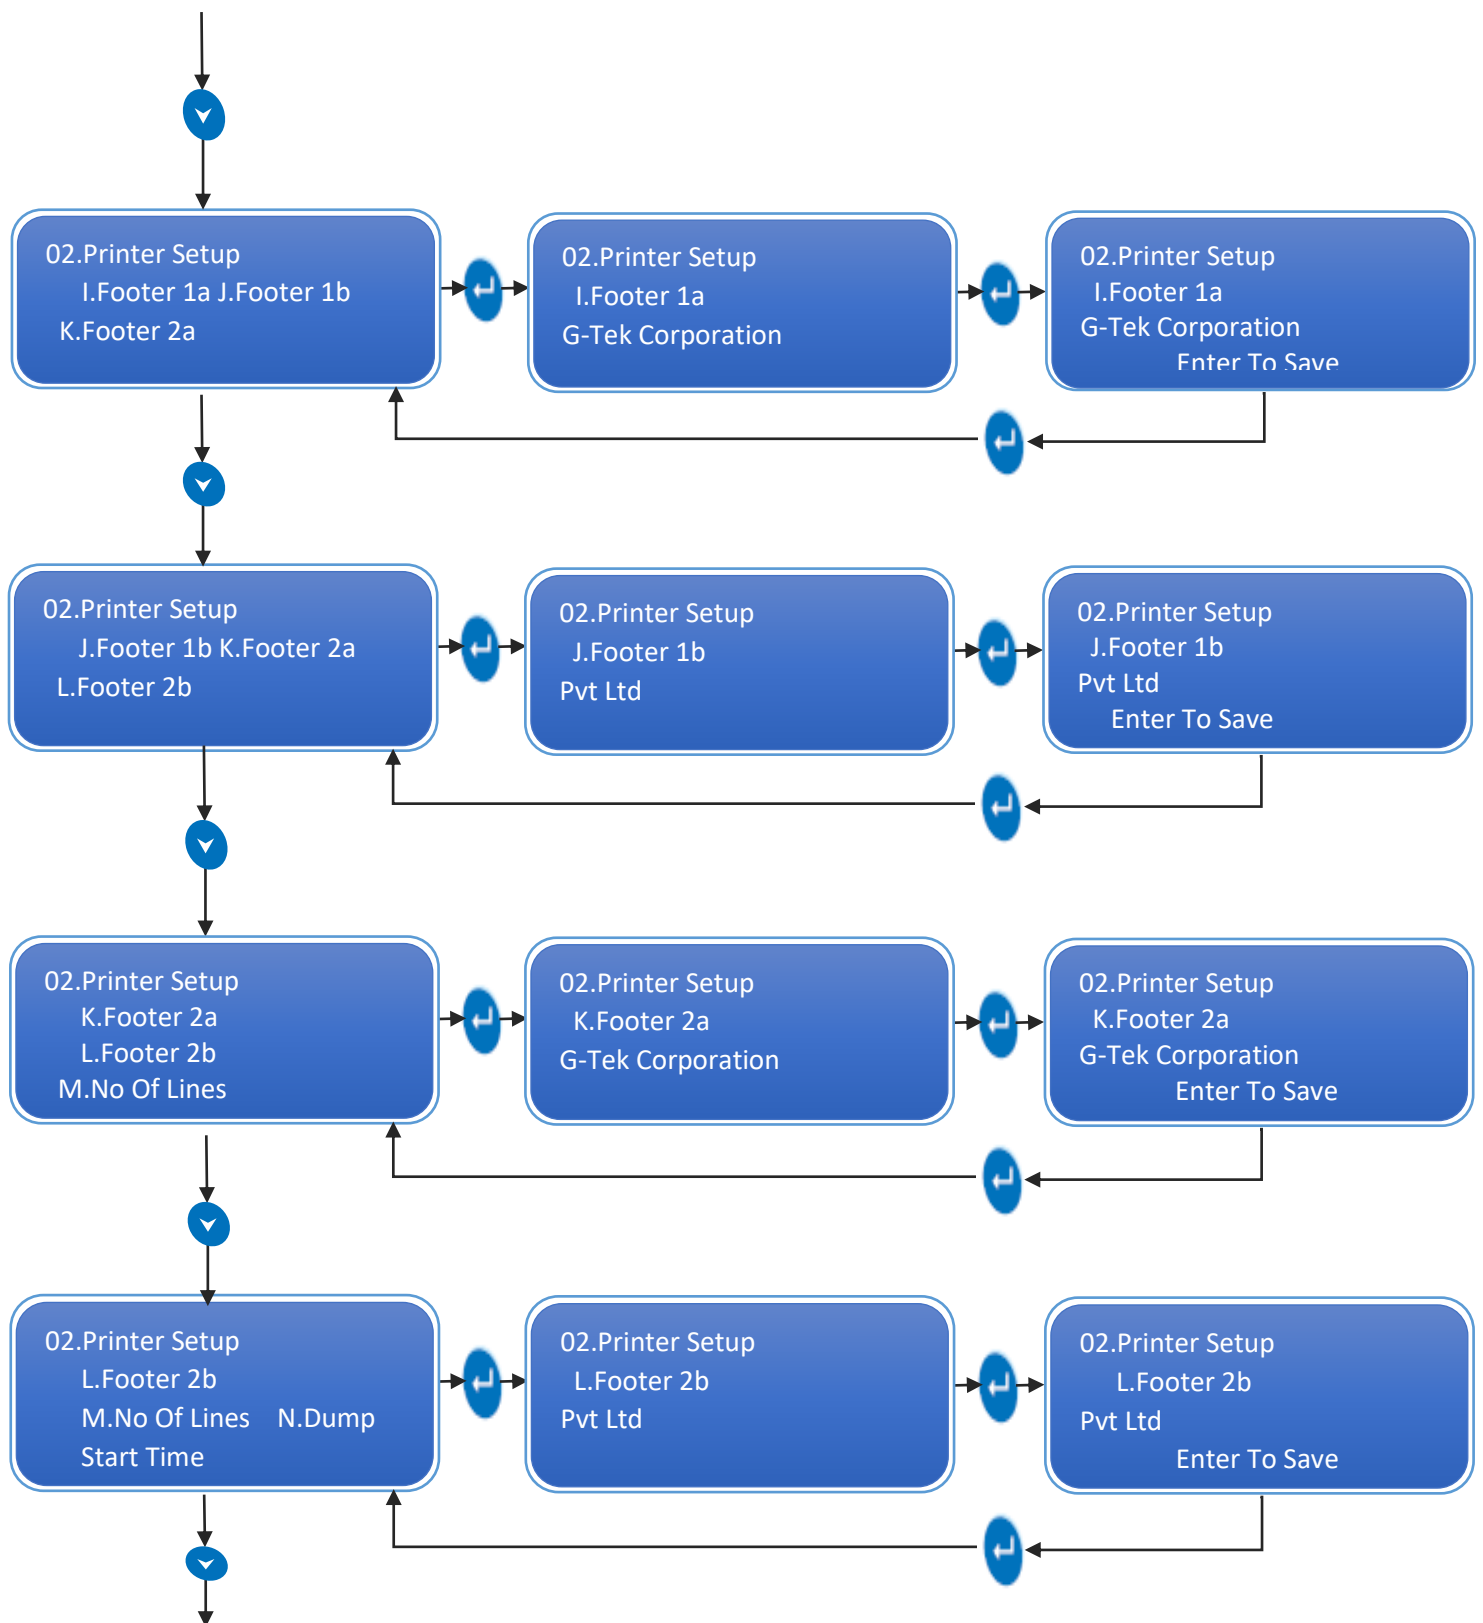 02.Printer Setup
I.Footer 1a J.Footer 1b
K.Footer 2a
02.Printer Setup
I.Footer 1a
G-Tek Corporation
02.Printer Setup
I.Footer 1a
G-Tek Corporation
Enter To Save
02.Printer Setup
J.Footer 1b K.Footer 2a
L.Footer 2b
02.Printer Setup
J.Footer 1b
Pvt Ltd
02.Printer Setup
J.Footer 1b
Pvt Ltd
Enter To Save
02.Printer Setup
K.Footer 2a
L.Footer 2b
M.No Of Lines
02.Printer Setup
K.Footer 2a
G-Tek Corporation
02.Printer Setup
K.Footer 2a
G-Tek Corporation
Enter To Save
02.Printer Setup
L.Footer 2b
M.No Of Lines N.Dump
Start Time
02.Printer Setup
L.Footer 2b
Pvt Ltd
02.Printer Setup
L.Footer 2b
Pvt Ltd
Enter To Save